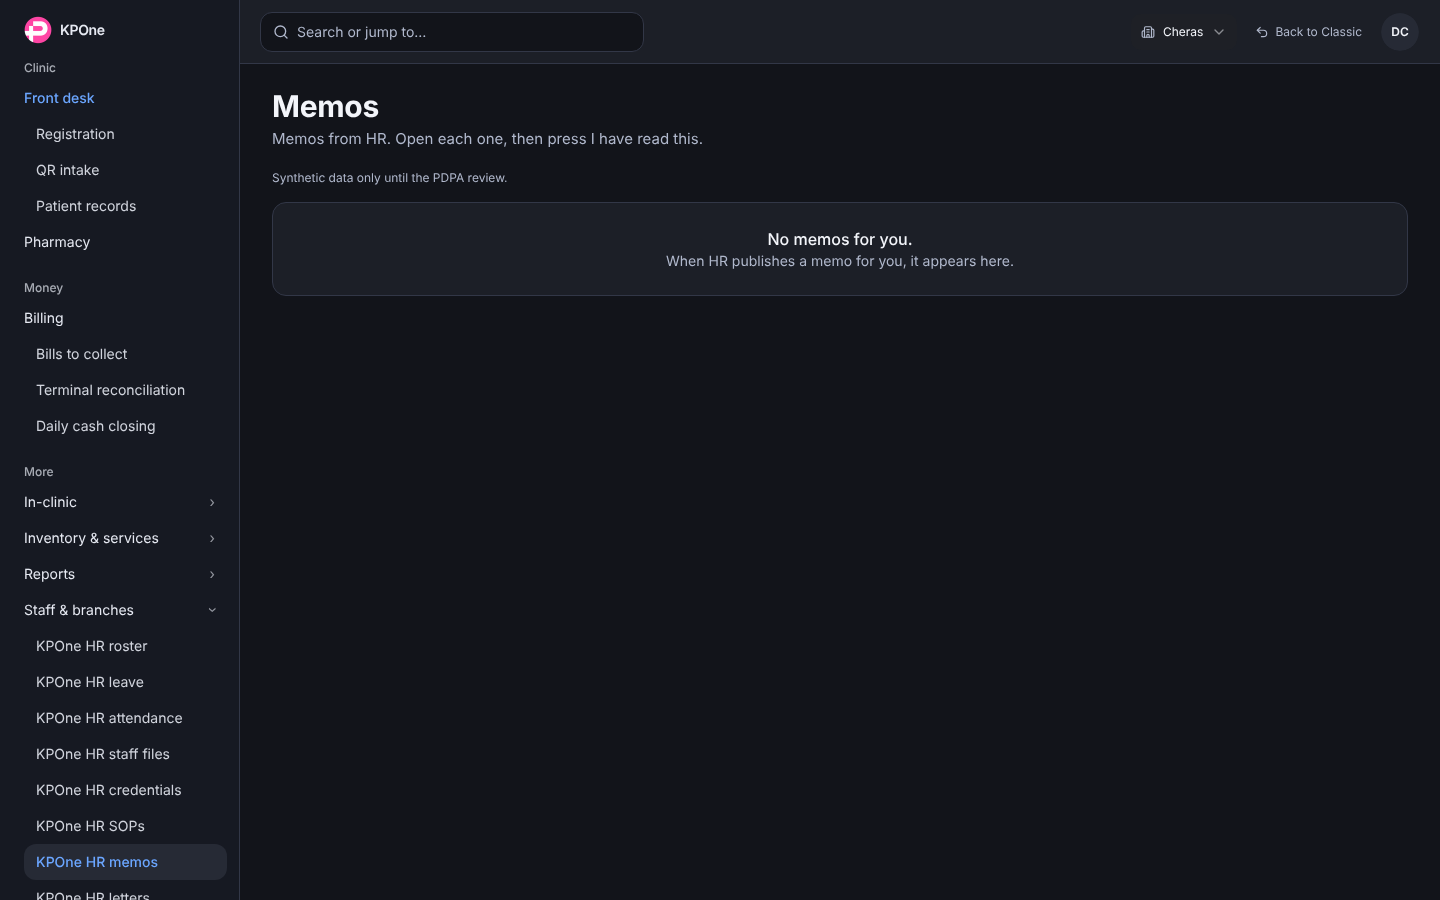 KPOne
Clinic
Front desk
Registration
QR intake
Patient records
Pharmacy
Money
Billing
Bills to collect
Terminal reconciliation
Daily cash closing
More
In-clinic
Inventory & services
Reports
Staff & branches
KPOne HR roster
KPOne HR leave
KPOne HR attendance
KPOne HR staff files
KPOne HR credentials
KPOne HR SOPs
KPOne HR memos
KPOne HR letters
Search or jump to...
Cheras
Back to Classic
DC
Memos
Memos from HR. Open each one, then press I have read this.
Synthetic data only until the PDPA review.
No memos for you.
When HR publishes a memo for you, it appears here.